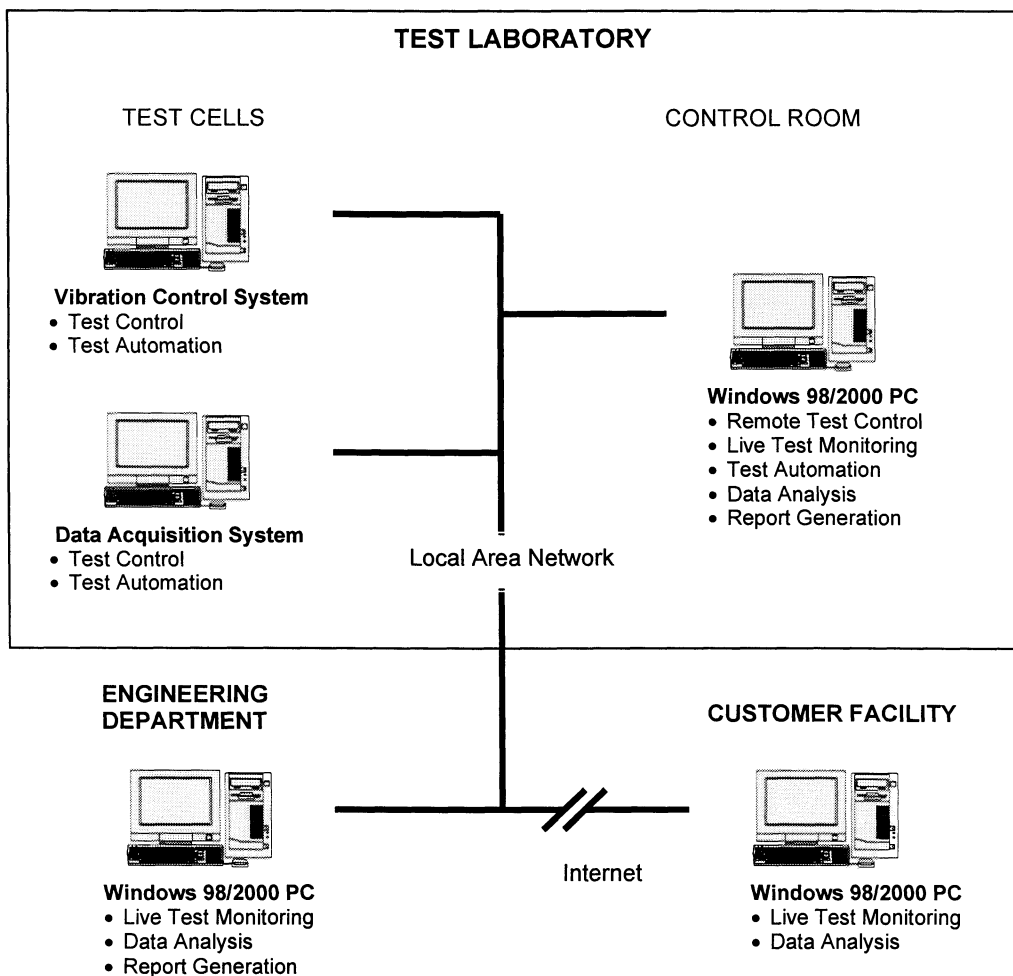 TEST LABORATORY
TEST CELLS
CONTROL ROOM
Vibration Control System
• Test Control
• Test Automation
Windows 98/2000 PC
• Remote Test Control
• Live Test Monitoring
• Test Automation
• Data Analysis
• Report Generation
Data Acquisition System
• Test Control
• Test Automation
Local Area Network
ENGINEERING
DEPARTMENT
CUSTOMER FACILITY
Internet
Windows 98/2000 PC
• Live Test Monitoring
• Data Analysis
• Report Generation
Windows 98/2000 PC
• Live Test Monitoring
• Data Analysis